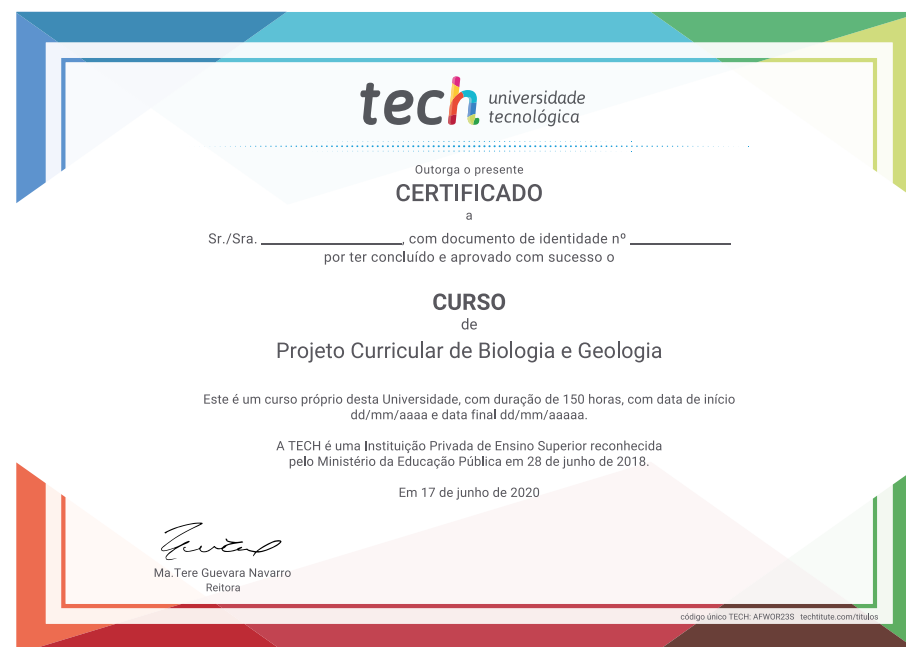 tech universidade
tecnológica
Outorga o presente
CERTIFICADO
a
Sr./Sra. ____________________, com documento de identidade nº ______________
por ter concluído e aprovado com sucesso o
CURSO
de
Projeto Curricular de Biologia e Geologia
Este é um curso próprio desta Universidade, com duração de 150 horas, com data de início
dd/mm/aaaa e data final dd/mm/aaaaa.
A TECH é uma Instituição Privada de Ensino Superior reconhecida
pelo Ministério da Educação Pública em 28 de junho de 2018.
Em 17 de junho de 2020
Ma.Tere Guevara Navarro
Reitora
código único TECH: AFWOR23S techtitute.com/titulos